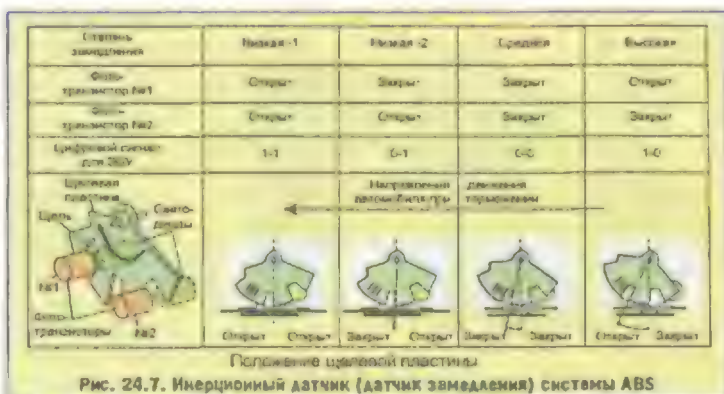 Степень
замедления
Низкая -1
Низкая -2
Средняя
Высокая
Фото-
транзистор №1
Открыт
Закрыт
Закрыт
Открыт
Фото-
транзистор №2
Открыт
Открыт
Закрыт
Закрыт
Цифровой сигнал
для ЭБУ
1-1
0-1
0-0
1-0
Щелевая
пластина
Щель
Свето-
диоды
№1
Фото-
транзисторы
№2
Направление движения
автомобиля при торможении
Открыт Открыт
Закрыт Открыт
Закрыт Закрыт
Открыт Закрыт
Положение щелевой пластины
Рис. 24.7. Инерционный датчик (датчик замедления) системы ABS